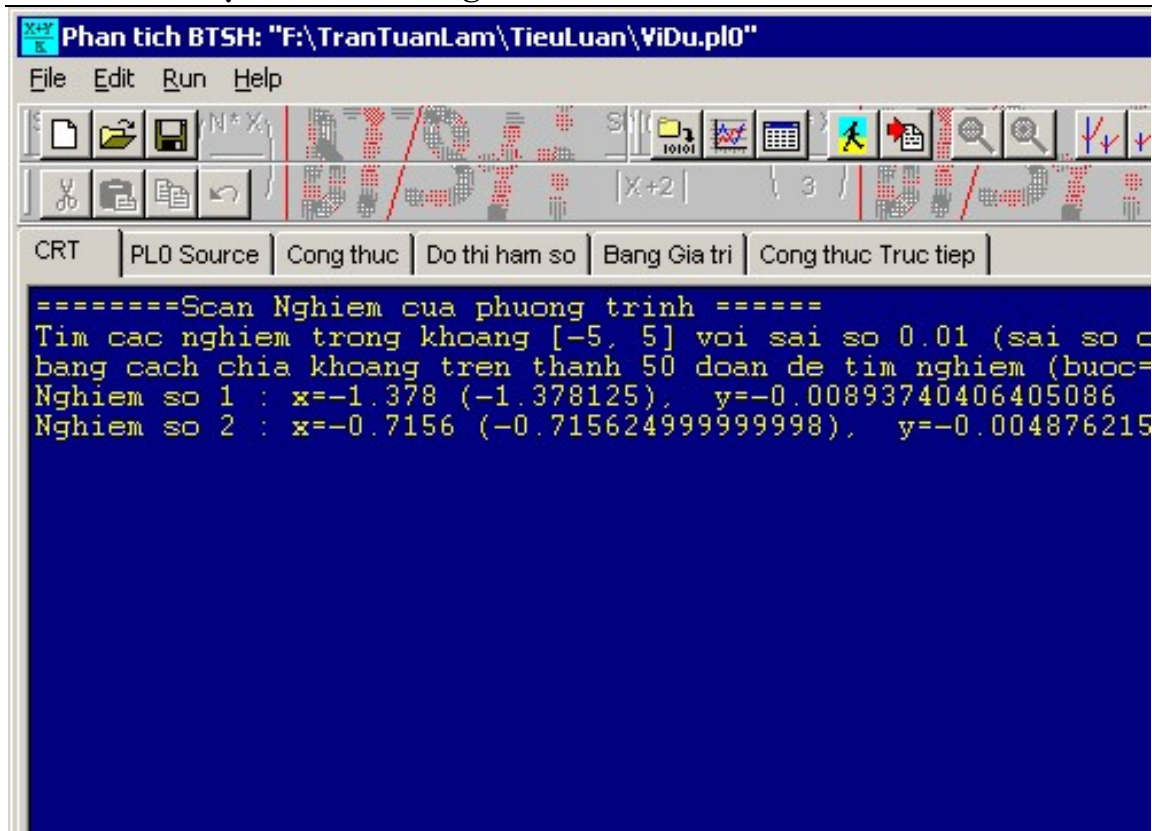 Phan tich BTSH: "F:\TranTuanLam\TieuLuan\ViDu.pl0"
File Edit Run Help
N*X
10101
X+2 3
CRT PL0 Source Cong thuc Do thi ham so Bang Gia tri Cong thuc Truc tiep
========Scan Nghiem cua phuong trinh ======
Tim cac nghiem trong khoang [-5, 5] voi sai so 0.01 (sai so
bang cach chia khoang tren thanh 50 doan de tim nghiem (buoc=
Nghiem so 1 : x=-1.378 (-1.378125), y=-0.00893740406405086
Nghiem so 2 : x=-0.7156 (-0.715624999999998), y=-0.004876215